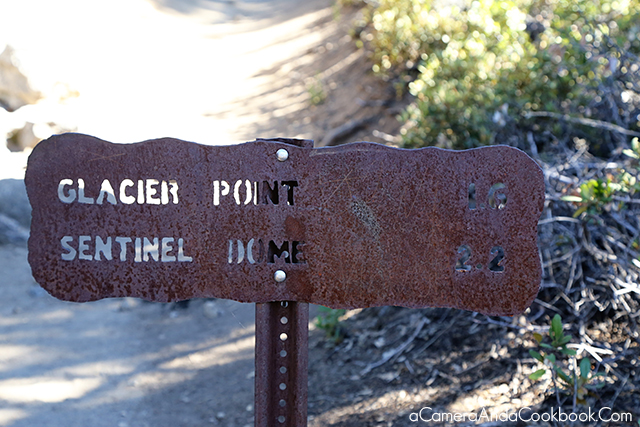 GLACIER POINT 1.6
SENTINEL DOME 2.2
aCameraAndaCookbook.Com